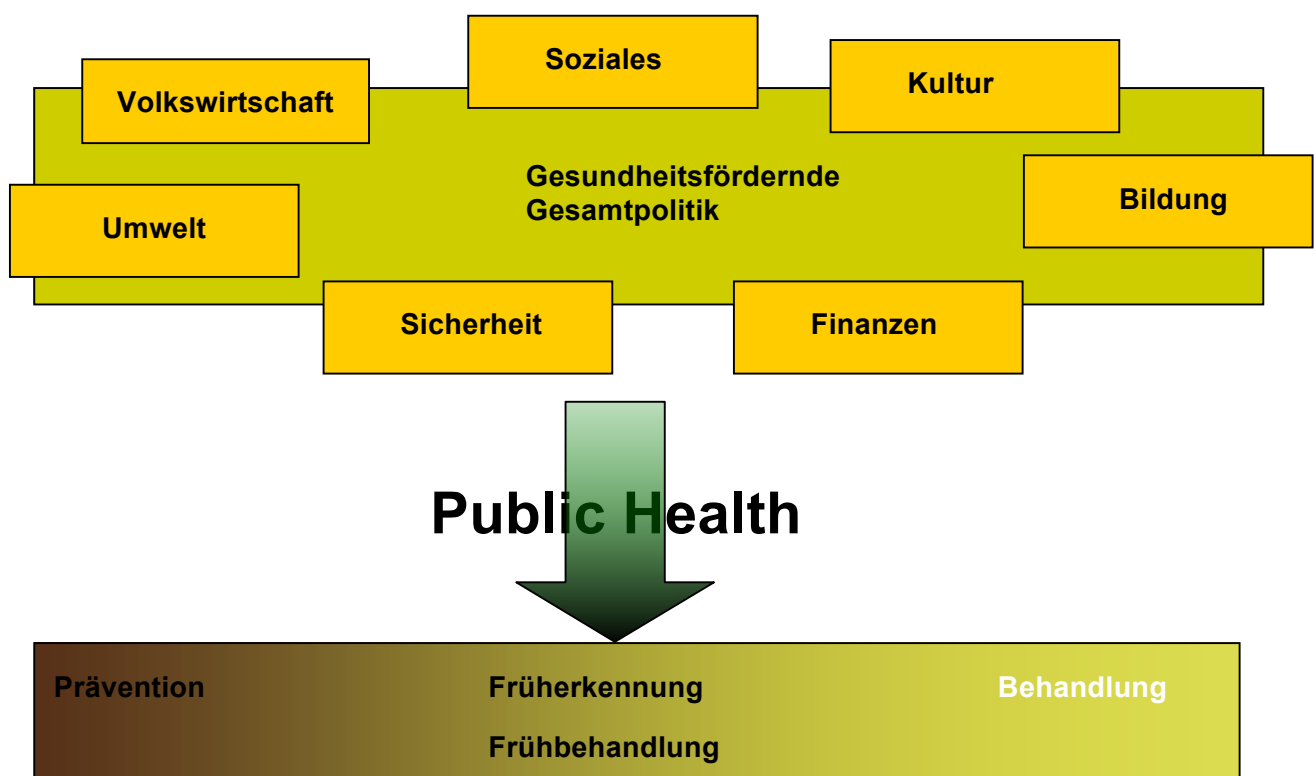 Soziales
Kultur
Volkswirtschaft
Gesundheitsfördernde
Gesamtpolitik
Bildung
Umwelt
Sicherheit
Finanzen
Public Health
Prävention
Früherkennung
Behandlung
Frühbehandlung